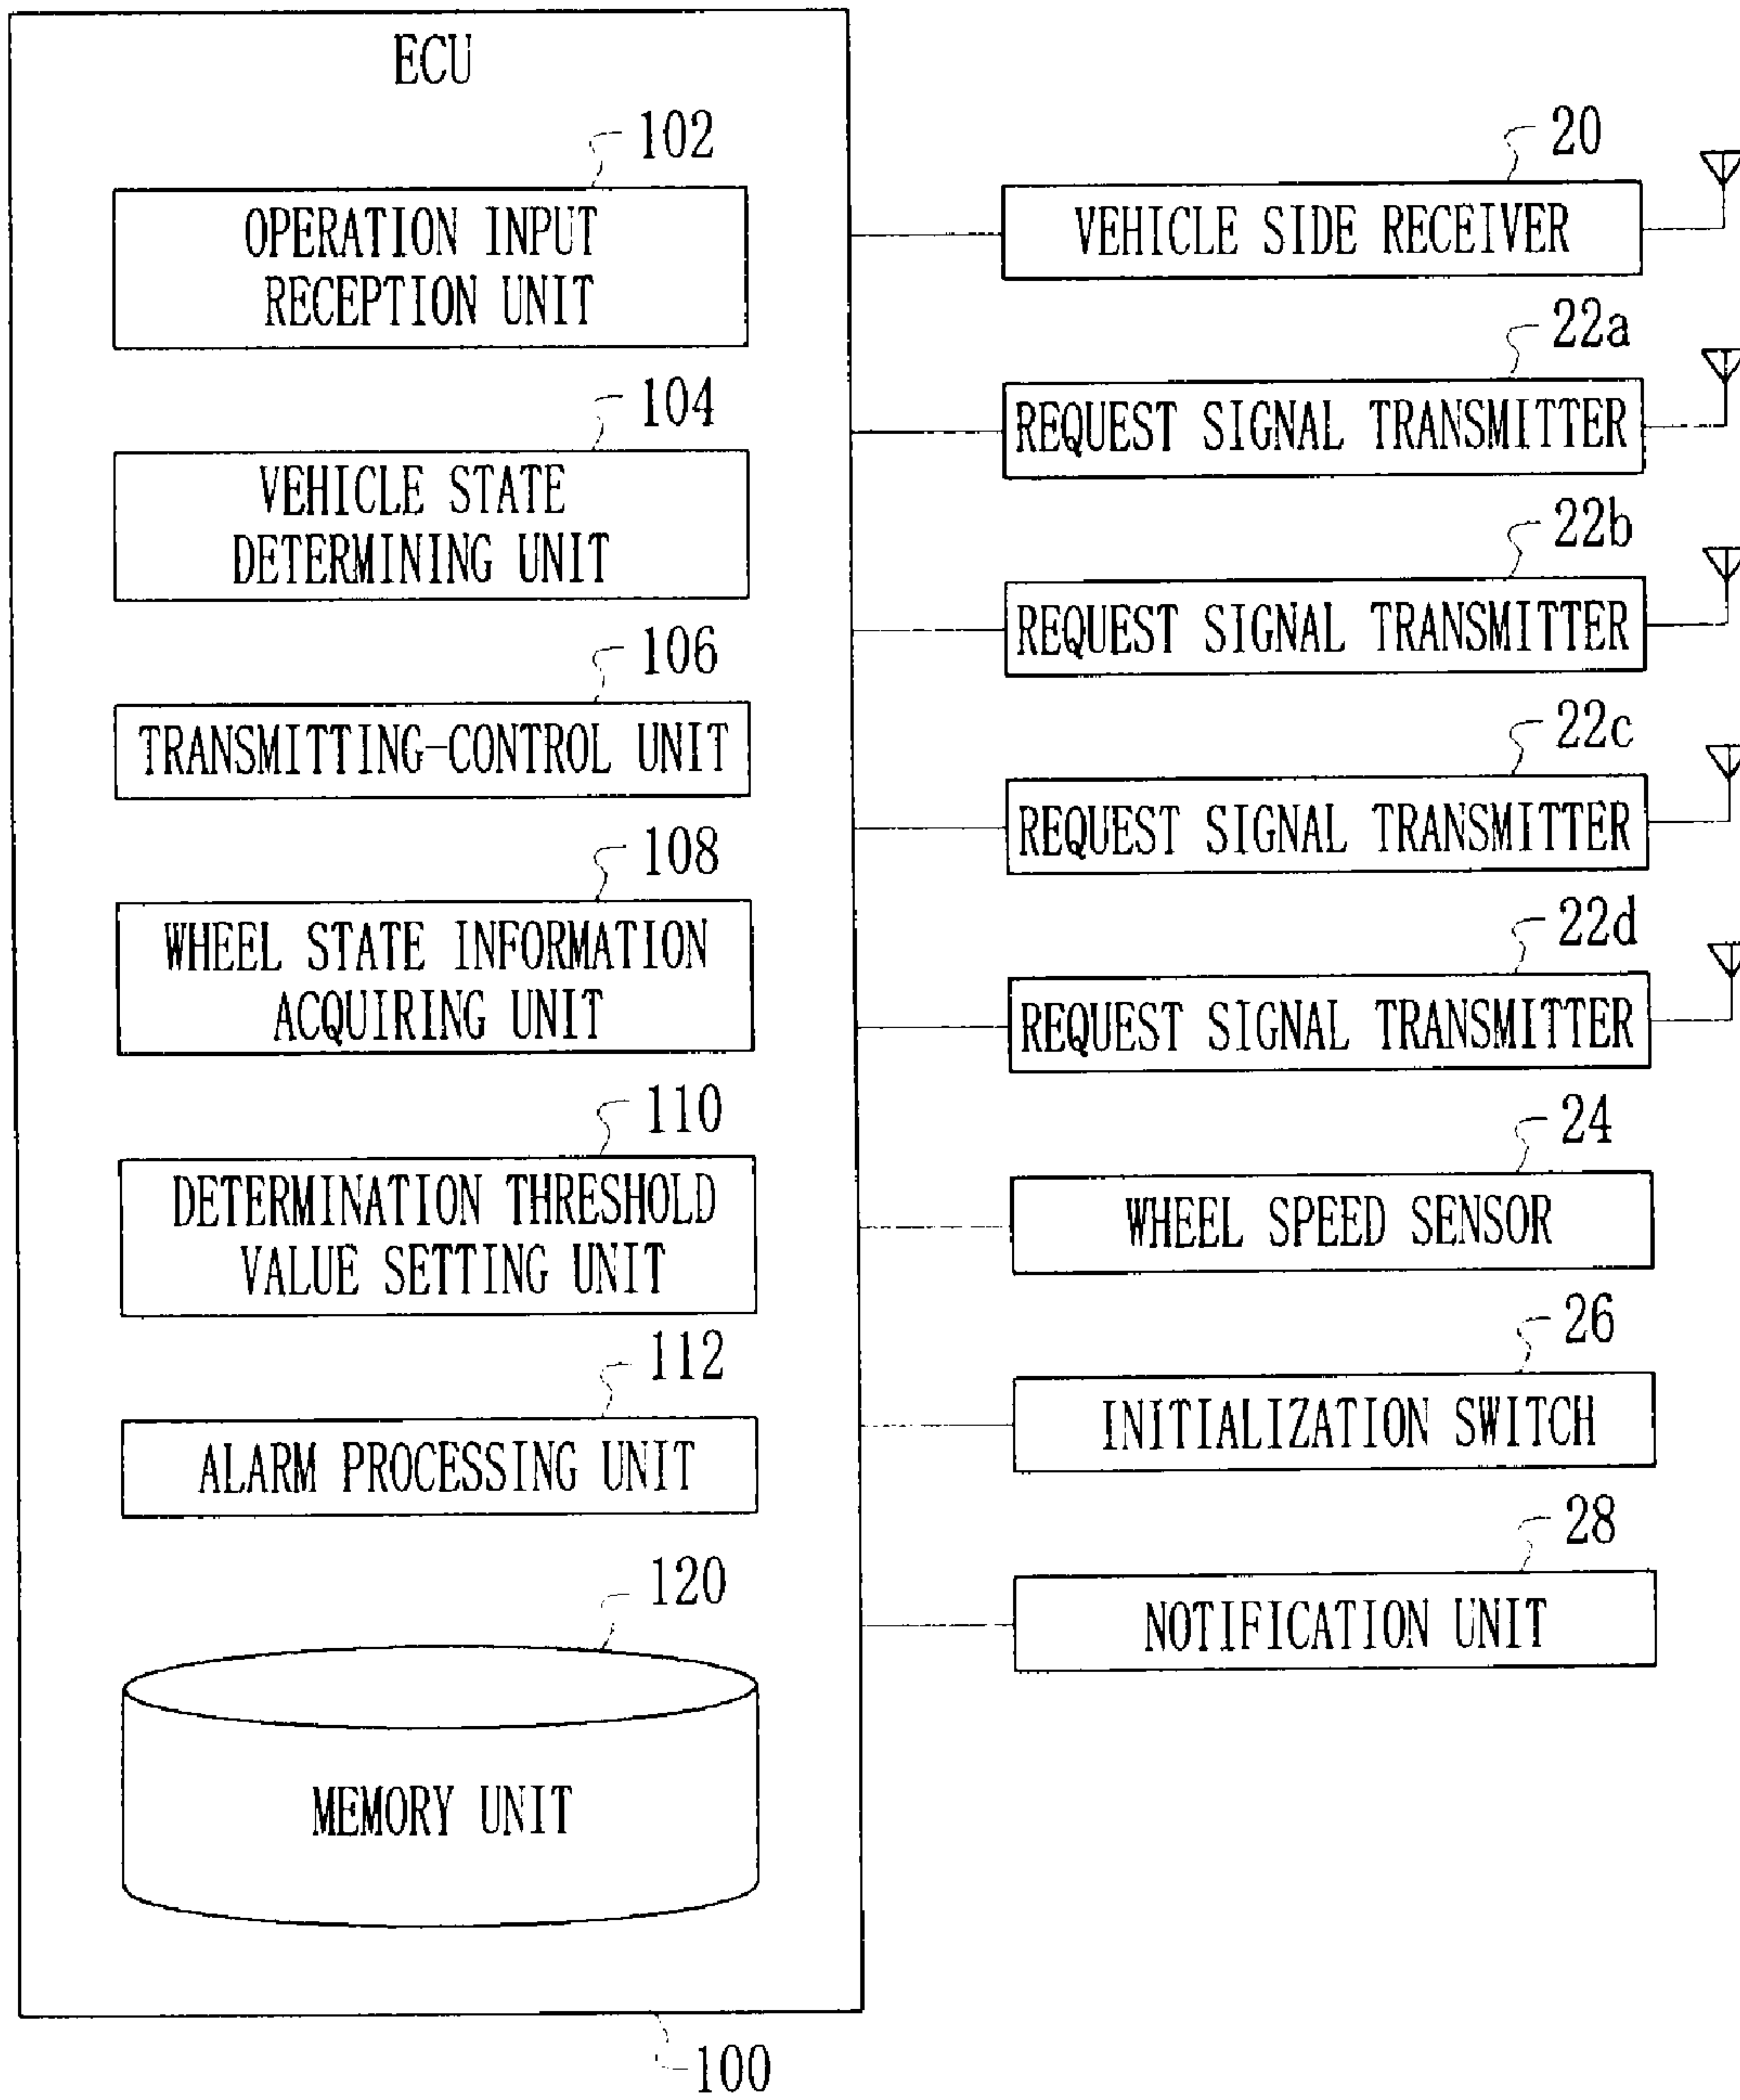 ECU
102
OPERATION INPUT
RECEPTION UNIT
104
VEHICLE STATE
DETERMINING UNIT
106
TRANSMITTING-CONTROL UNIT
108
WHEEL STATE INFORMATION
ACQUIRING UNIT
110
DETERMINATION THRESHOLD
VALUE SETTING UNIT
112
ALARM PROCESSING UNIT
120
MEMORY UNIT
100
20
VEHICLE SIDE RECEIVER
22a
REQUEST SIGNAL TRANSMITTER
22b
REQUEST SIGNAL TRANSMITTER
22c
REQUEST SIGNAL TRANSMITTER
22d
REQUEST SIGNAL TRANSMITTER
24
WHEEL SPEED SENSOR
26
INITIALIZATION SWITCH
28
NOTIFICATION UNIT